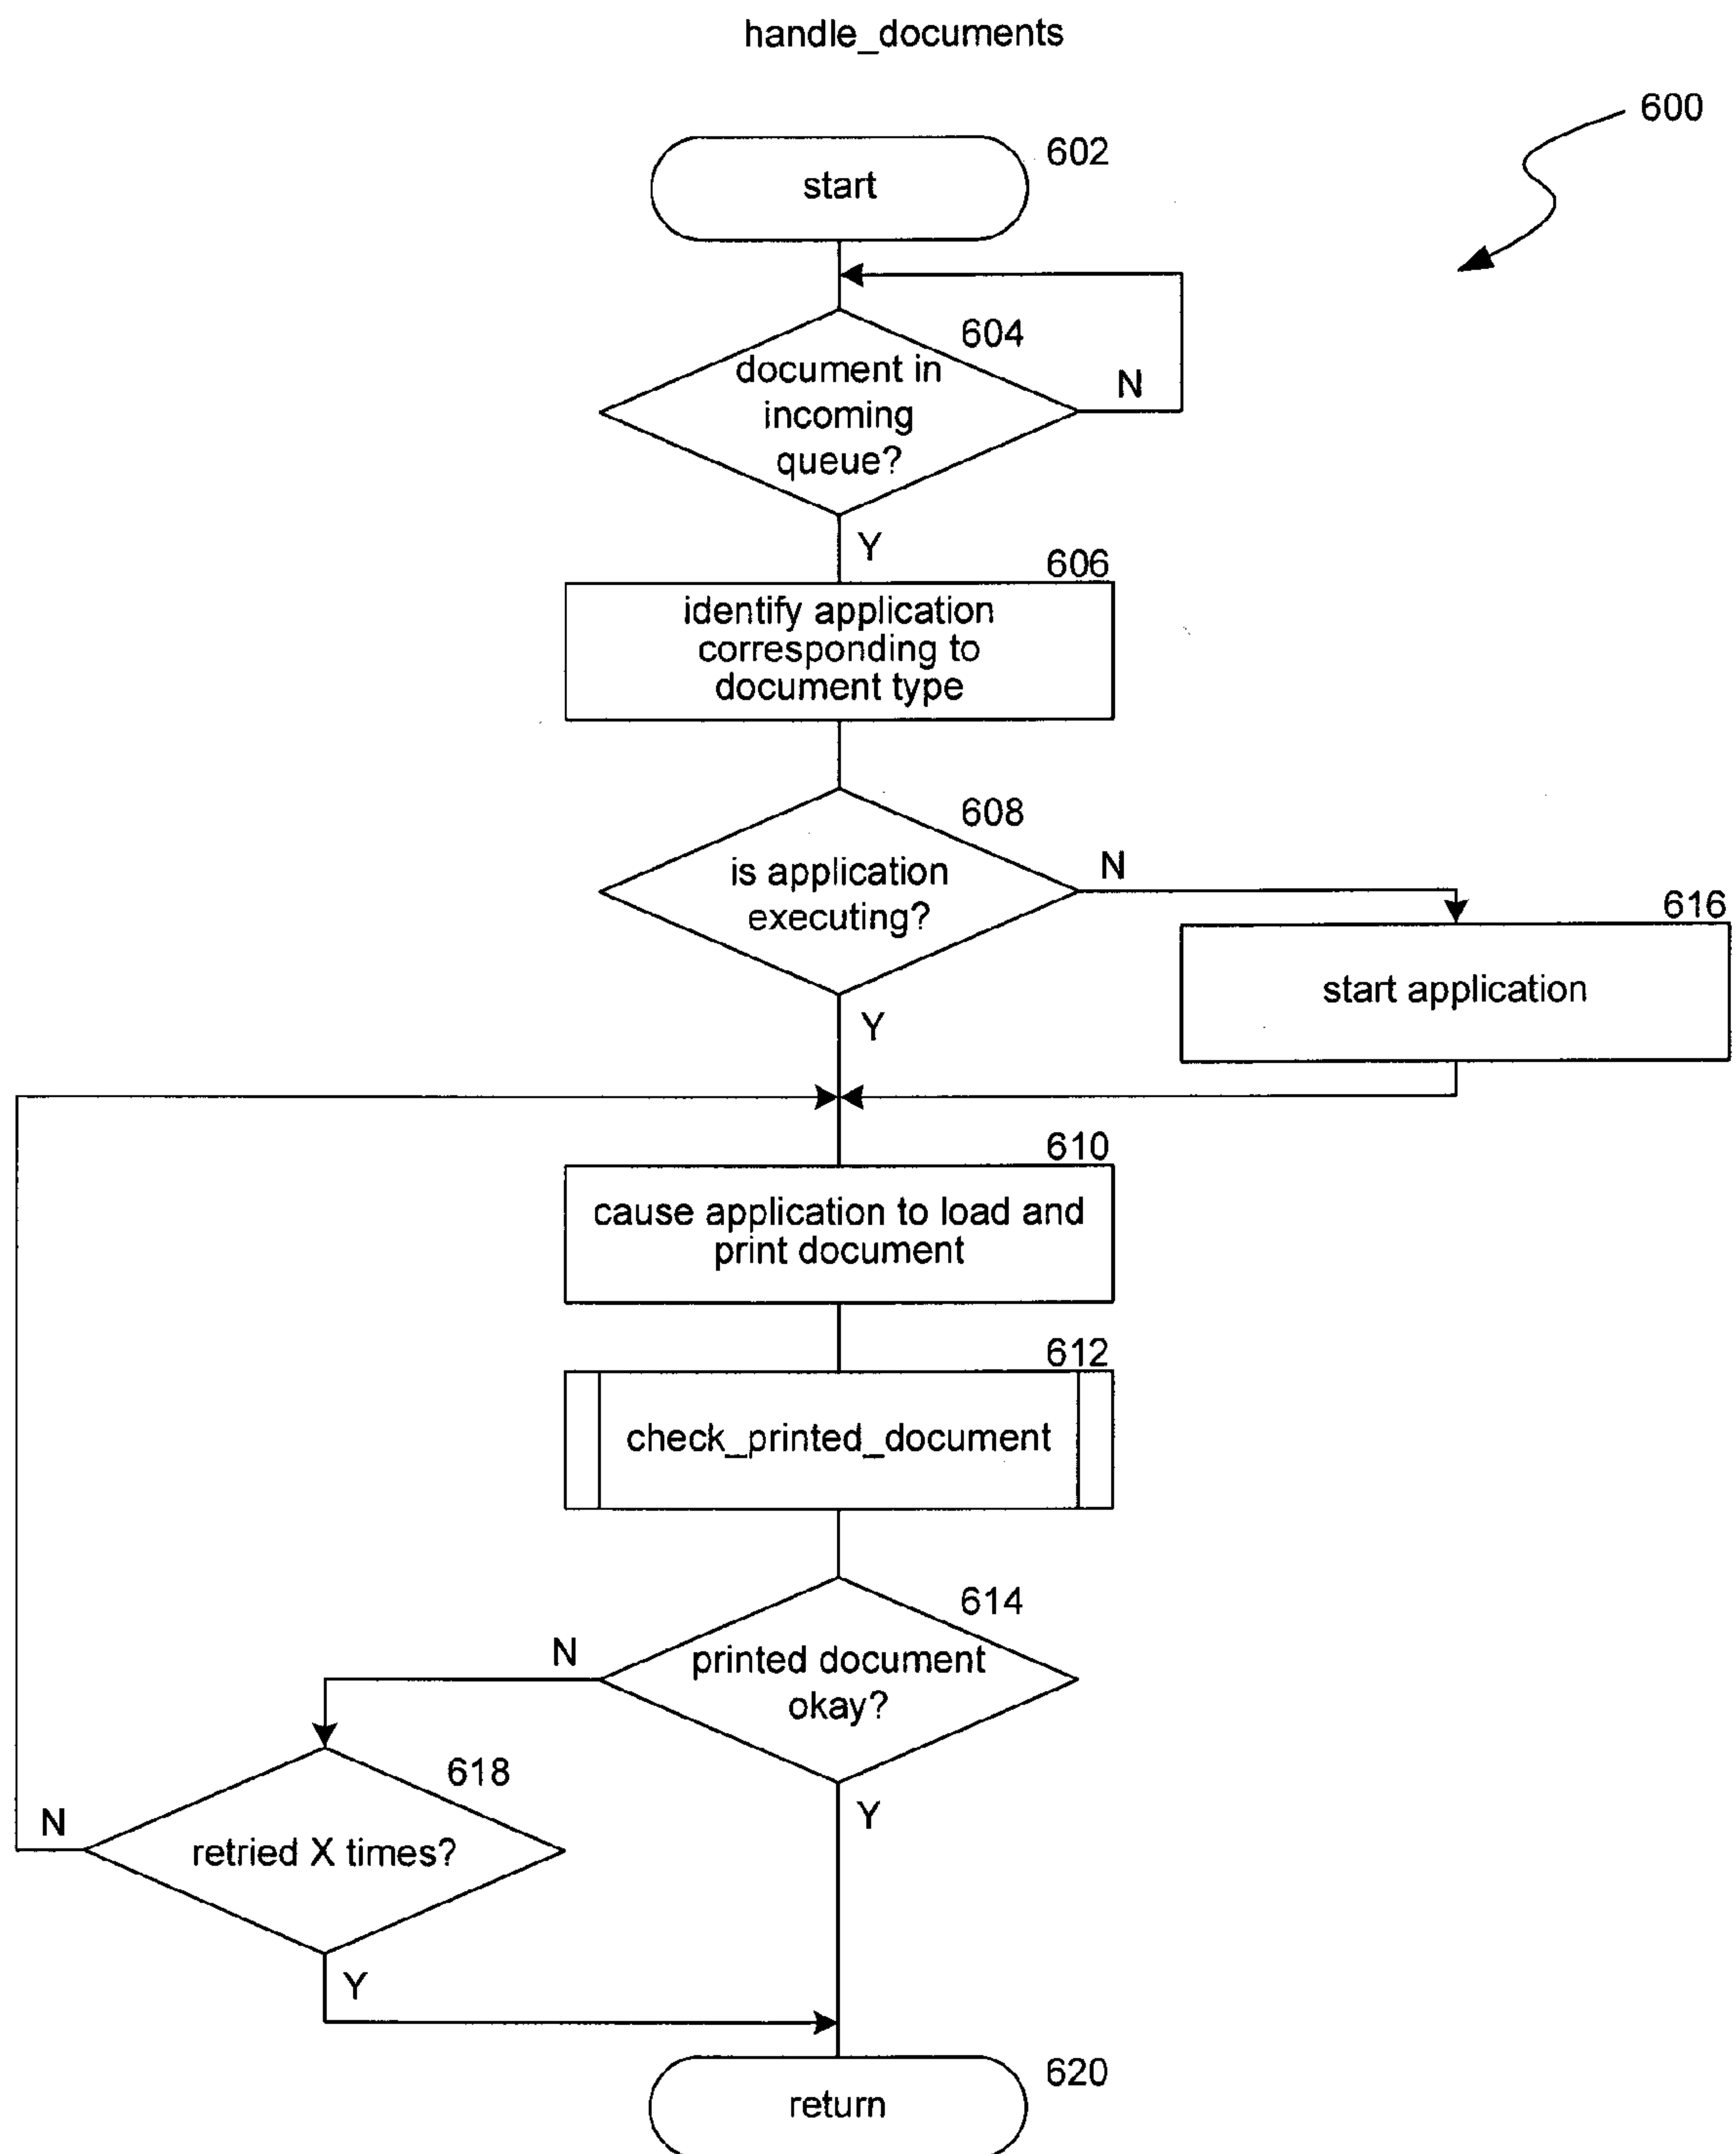 handle_documents
600
602
start
604
document in
incoming
queue?
N
Y
606
identify application
corresponding to
document type
608
is application
executing?
N
616
start application
Y
610
cause application to load and
print document
612
check_printed_document
614
printed document
okay?
N
618
retried X times?
N
Y
Y
620
return